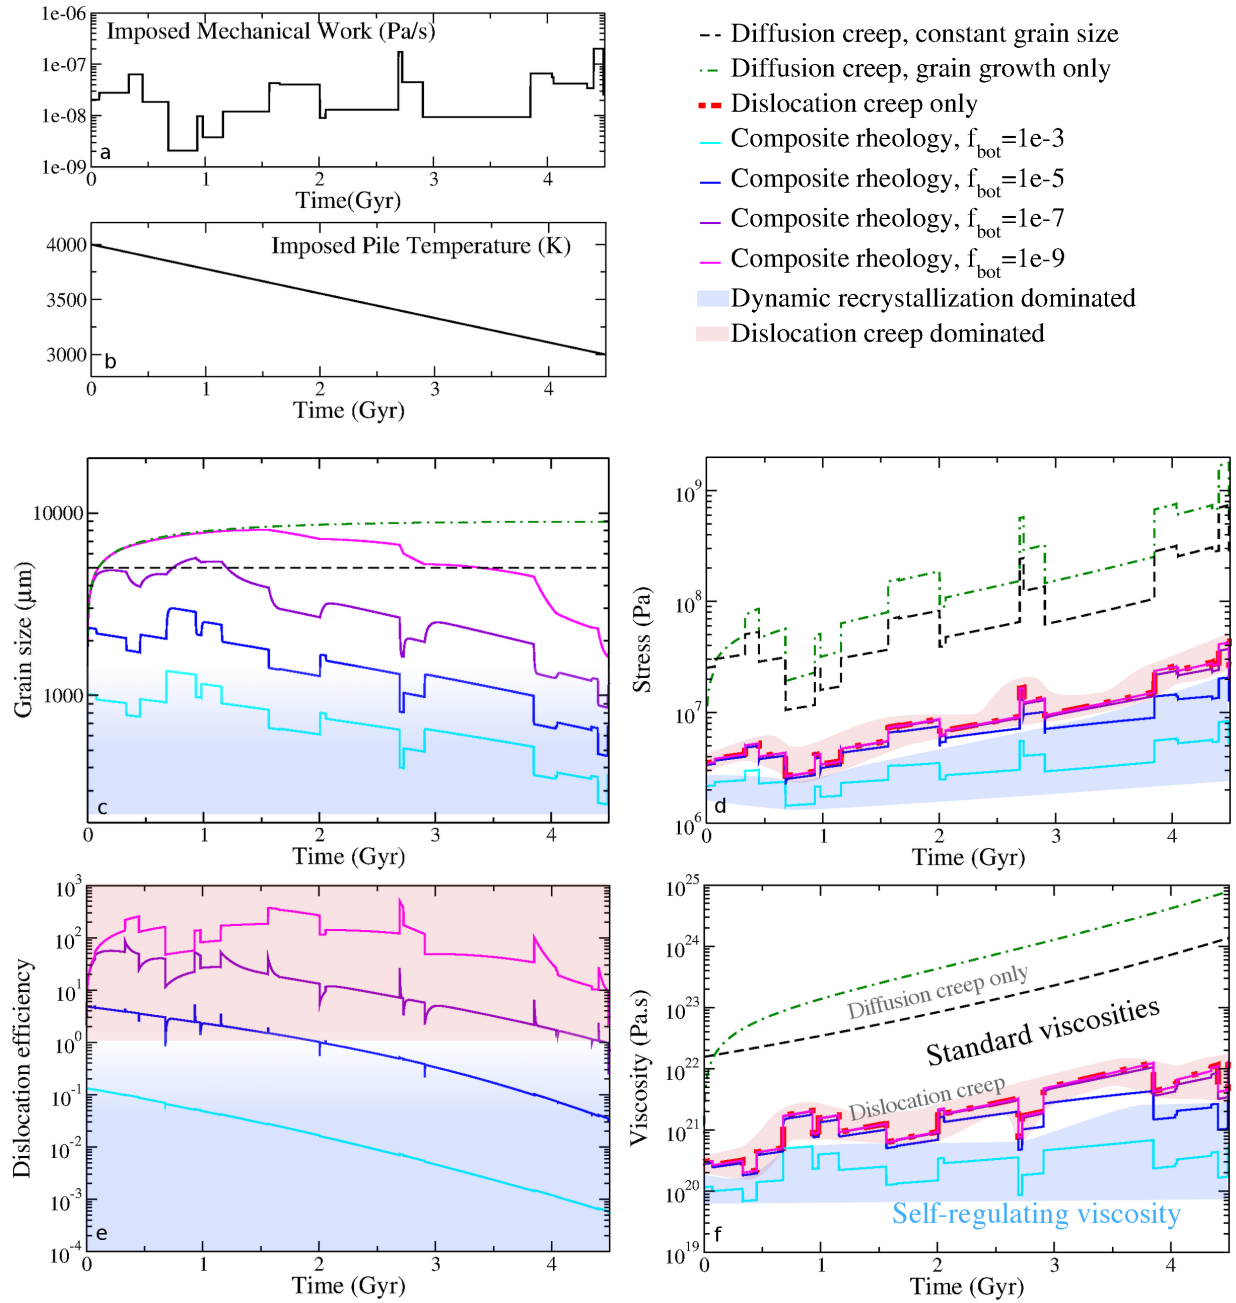 Imposed Mechanical Work (Pa/s)
1e-06
1e-07
1e-08
1e-09
a
0 1 2 3 4
Time(Gyr)
Imposed Pile Temperature (K)
4000
3500
3000
b
0 1 2 3 4
Time (Gyr)
Diffusion creep, constant grain size
Diffusion creep, grain growth only
Dislocation creep only
Composite rheology, f_bot=1e-3
Composite rheology, f_bot=1e-5
Composite rheology, f_bot=1e-7
Composite rheology, f_bot=1e-9
Dynamic recrystallization dominated
Dislocation creep dominated
Grain size (μm)
10000
1000
c
0 1 2 3 4
Time (Gyr)
Stress (Pa)
10^9
10^8
10^7
10^6
d
0 1 2 3 4
Time (Gyr)
Dislocation efficiency
10^3
10^2
10^1
10^0
10^-1
10^-2
10^-3
10^-4
e
0 1 2 3 4
Time (Gyr)
Viscosity (Pa.s)
10^25
10^24
10^23
10^22
10^21
10^20
10^19
Diffusion creep only
Standard viscosities
Dislocation creep
Self-regulating viscosity
f
0 1 2 3 4
Time (Gyr)